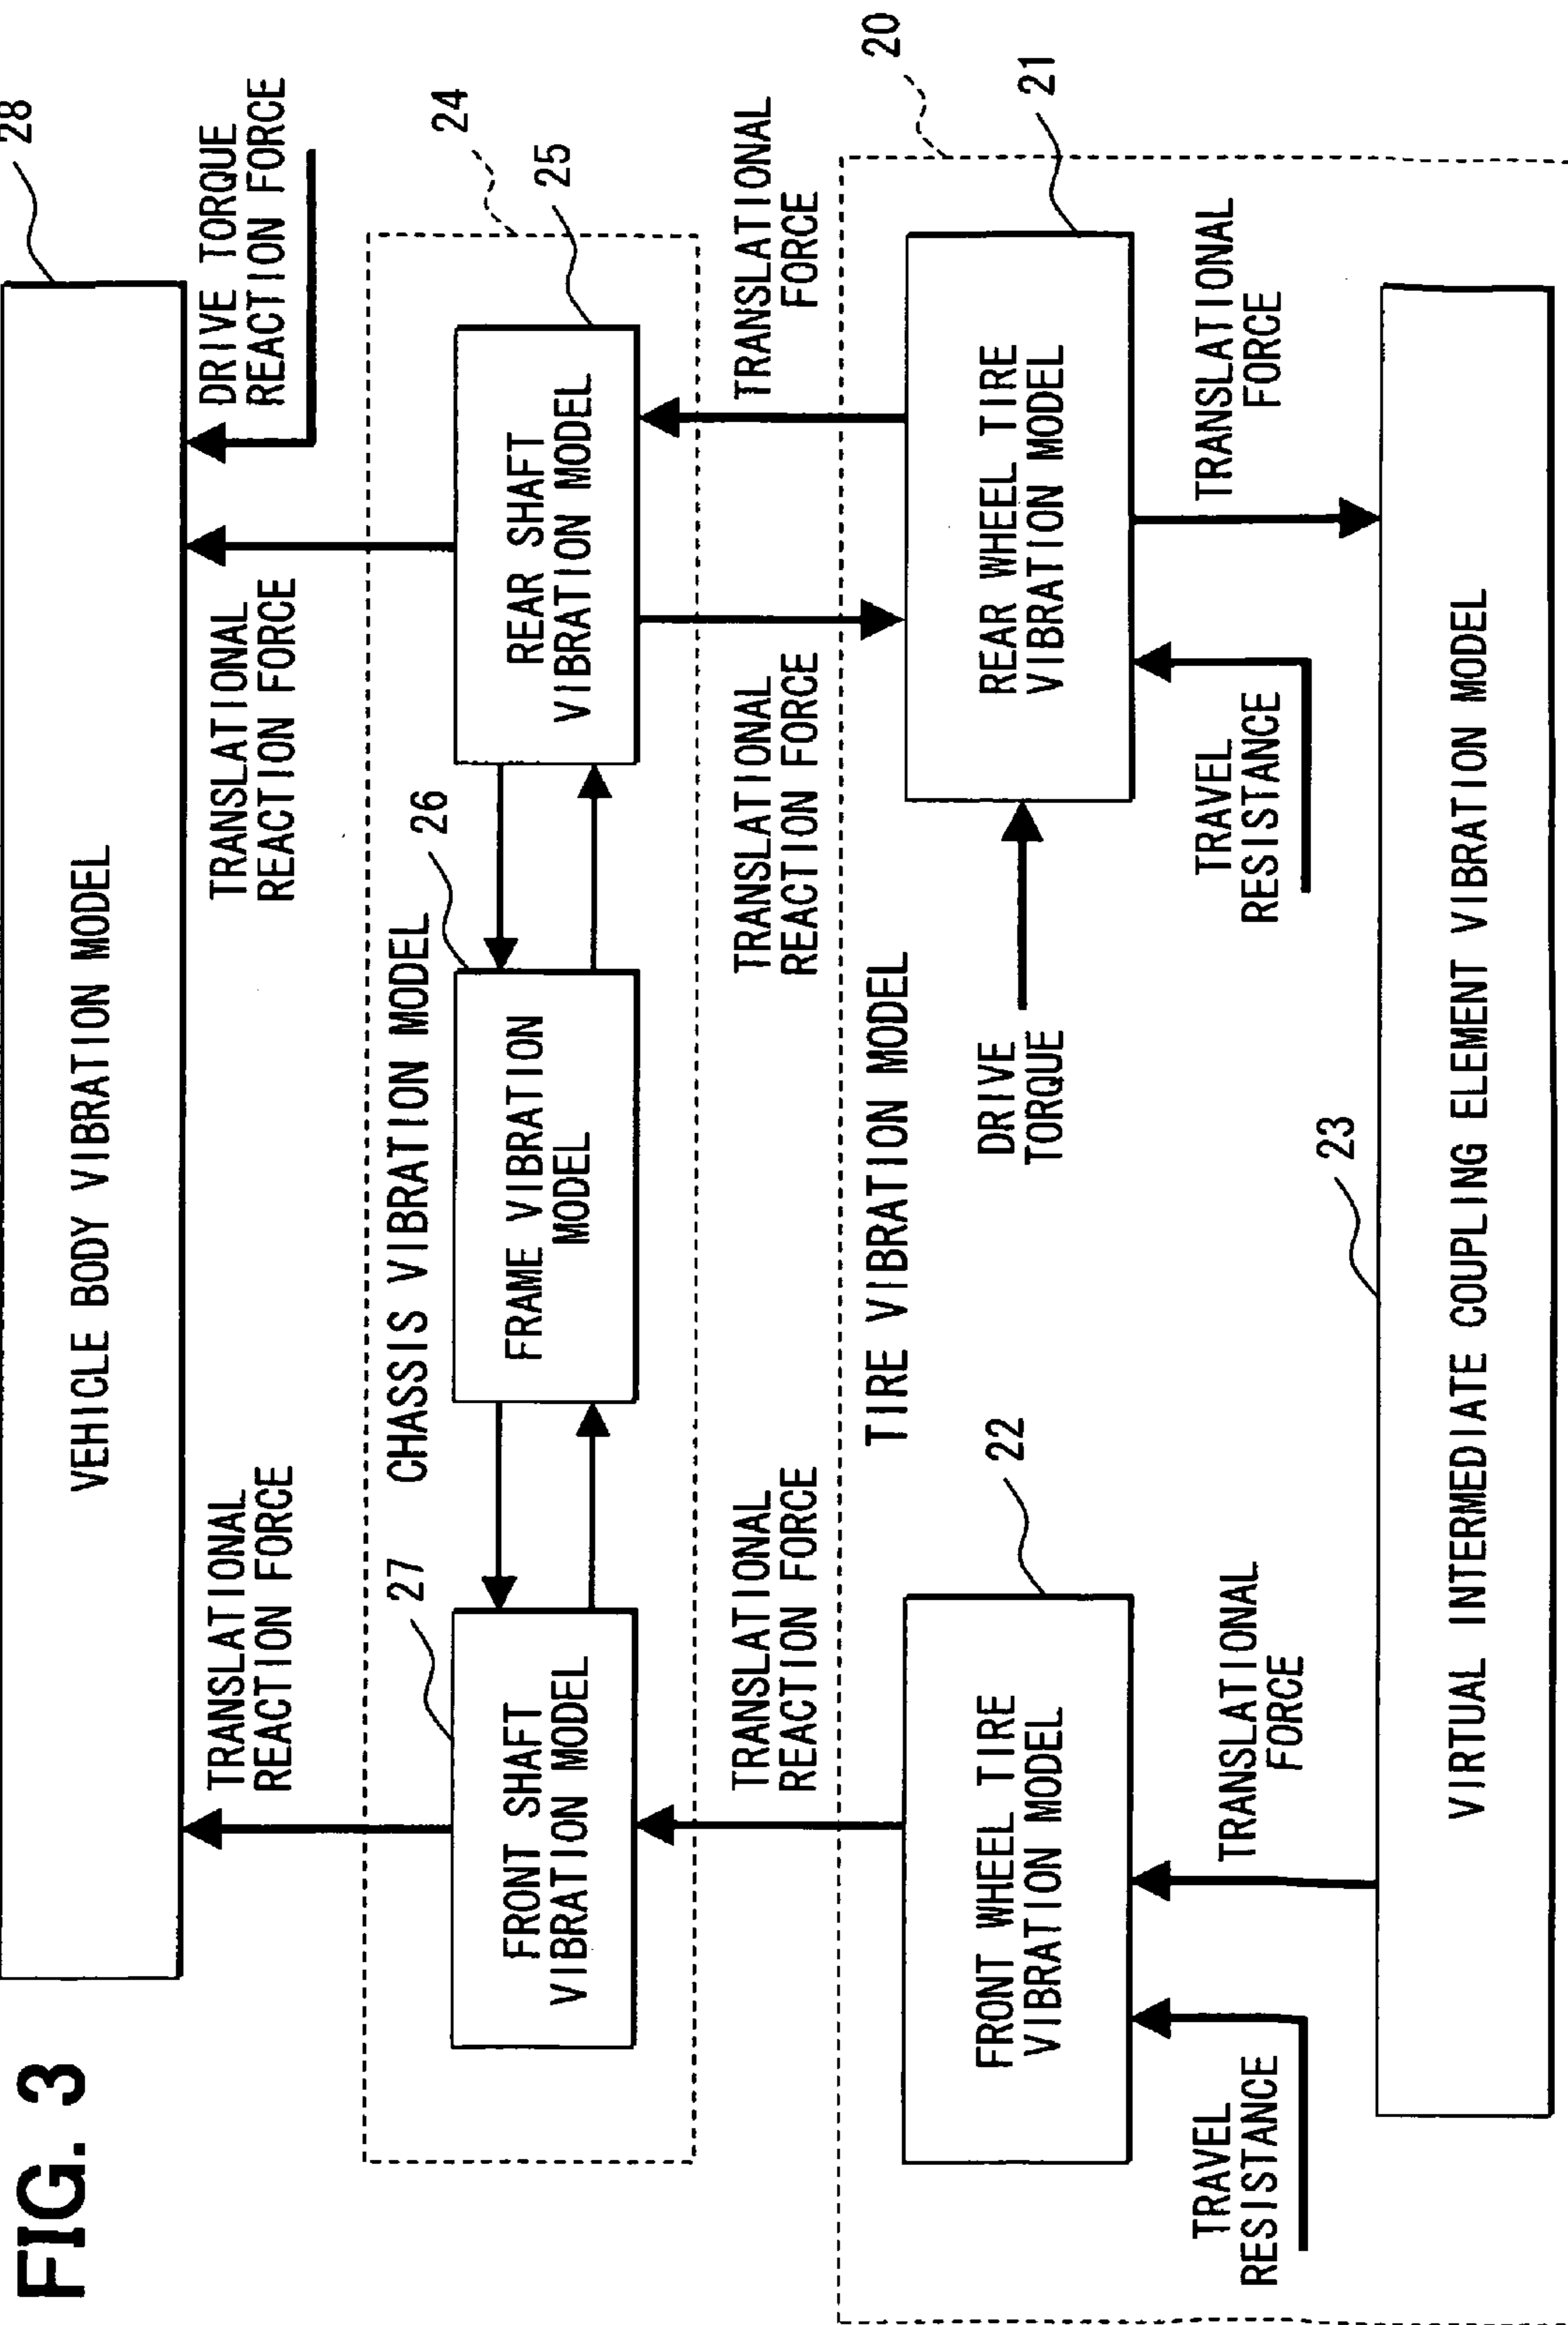 FIG. 3
28
VEHICLE BODY VIBRATION MODEL
TRANSLATIONAL
REACTION FORCE
TRANSLATIONAL
REACTION FORCE
DRIVE TORQUE
REACTION FORCE
24
CHASSIS VIBRATION MODEL
27
FRONT SHAFT
VIBRATION MODEL
26
FRAME VIBRATION
MODEL
25
REAR SHAFT
VIBRATION MODEL
TRANSLATIONAL
REACTION FORCE
TRANSLATIONAL
REACTION FORCE
TRANSLATIONAL
FORCE
20
TIRE VIBRATION MODEL
22
FRONT WHEEL TIRE
VIBRATION MODEL
DRIVE
TORQUE
21
REAR WHEEL TIRE
VIBRATION MODEL
TRAVEL
RESISTANCE
TRANSLATIONAL
FORCE
TRAVEL
RESISTANCE
TRANSLATIONAL
FORCE
23
VIRTUAL INTERMEDIATE COUPLING ELEMENT VIBRATION MODEL